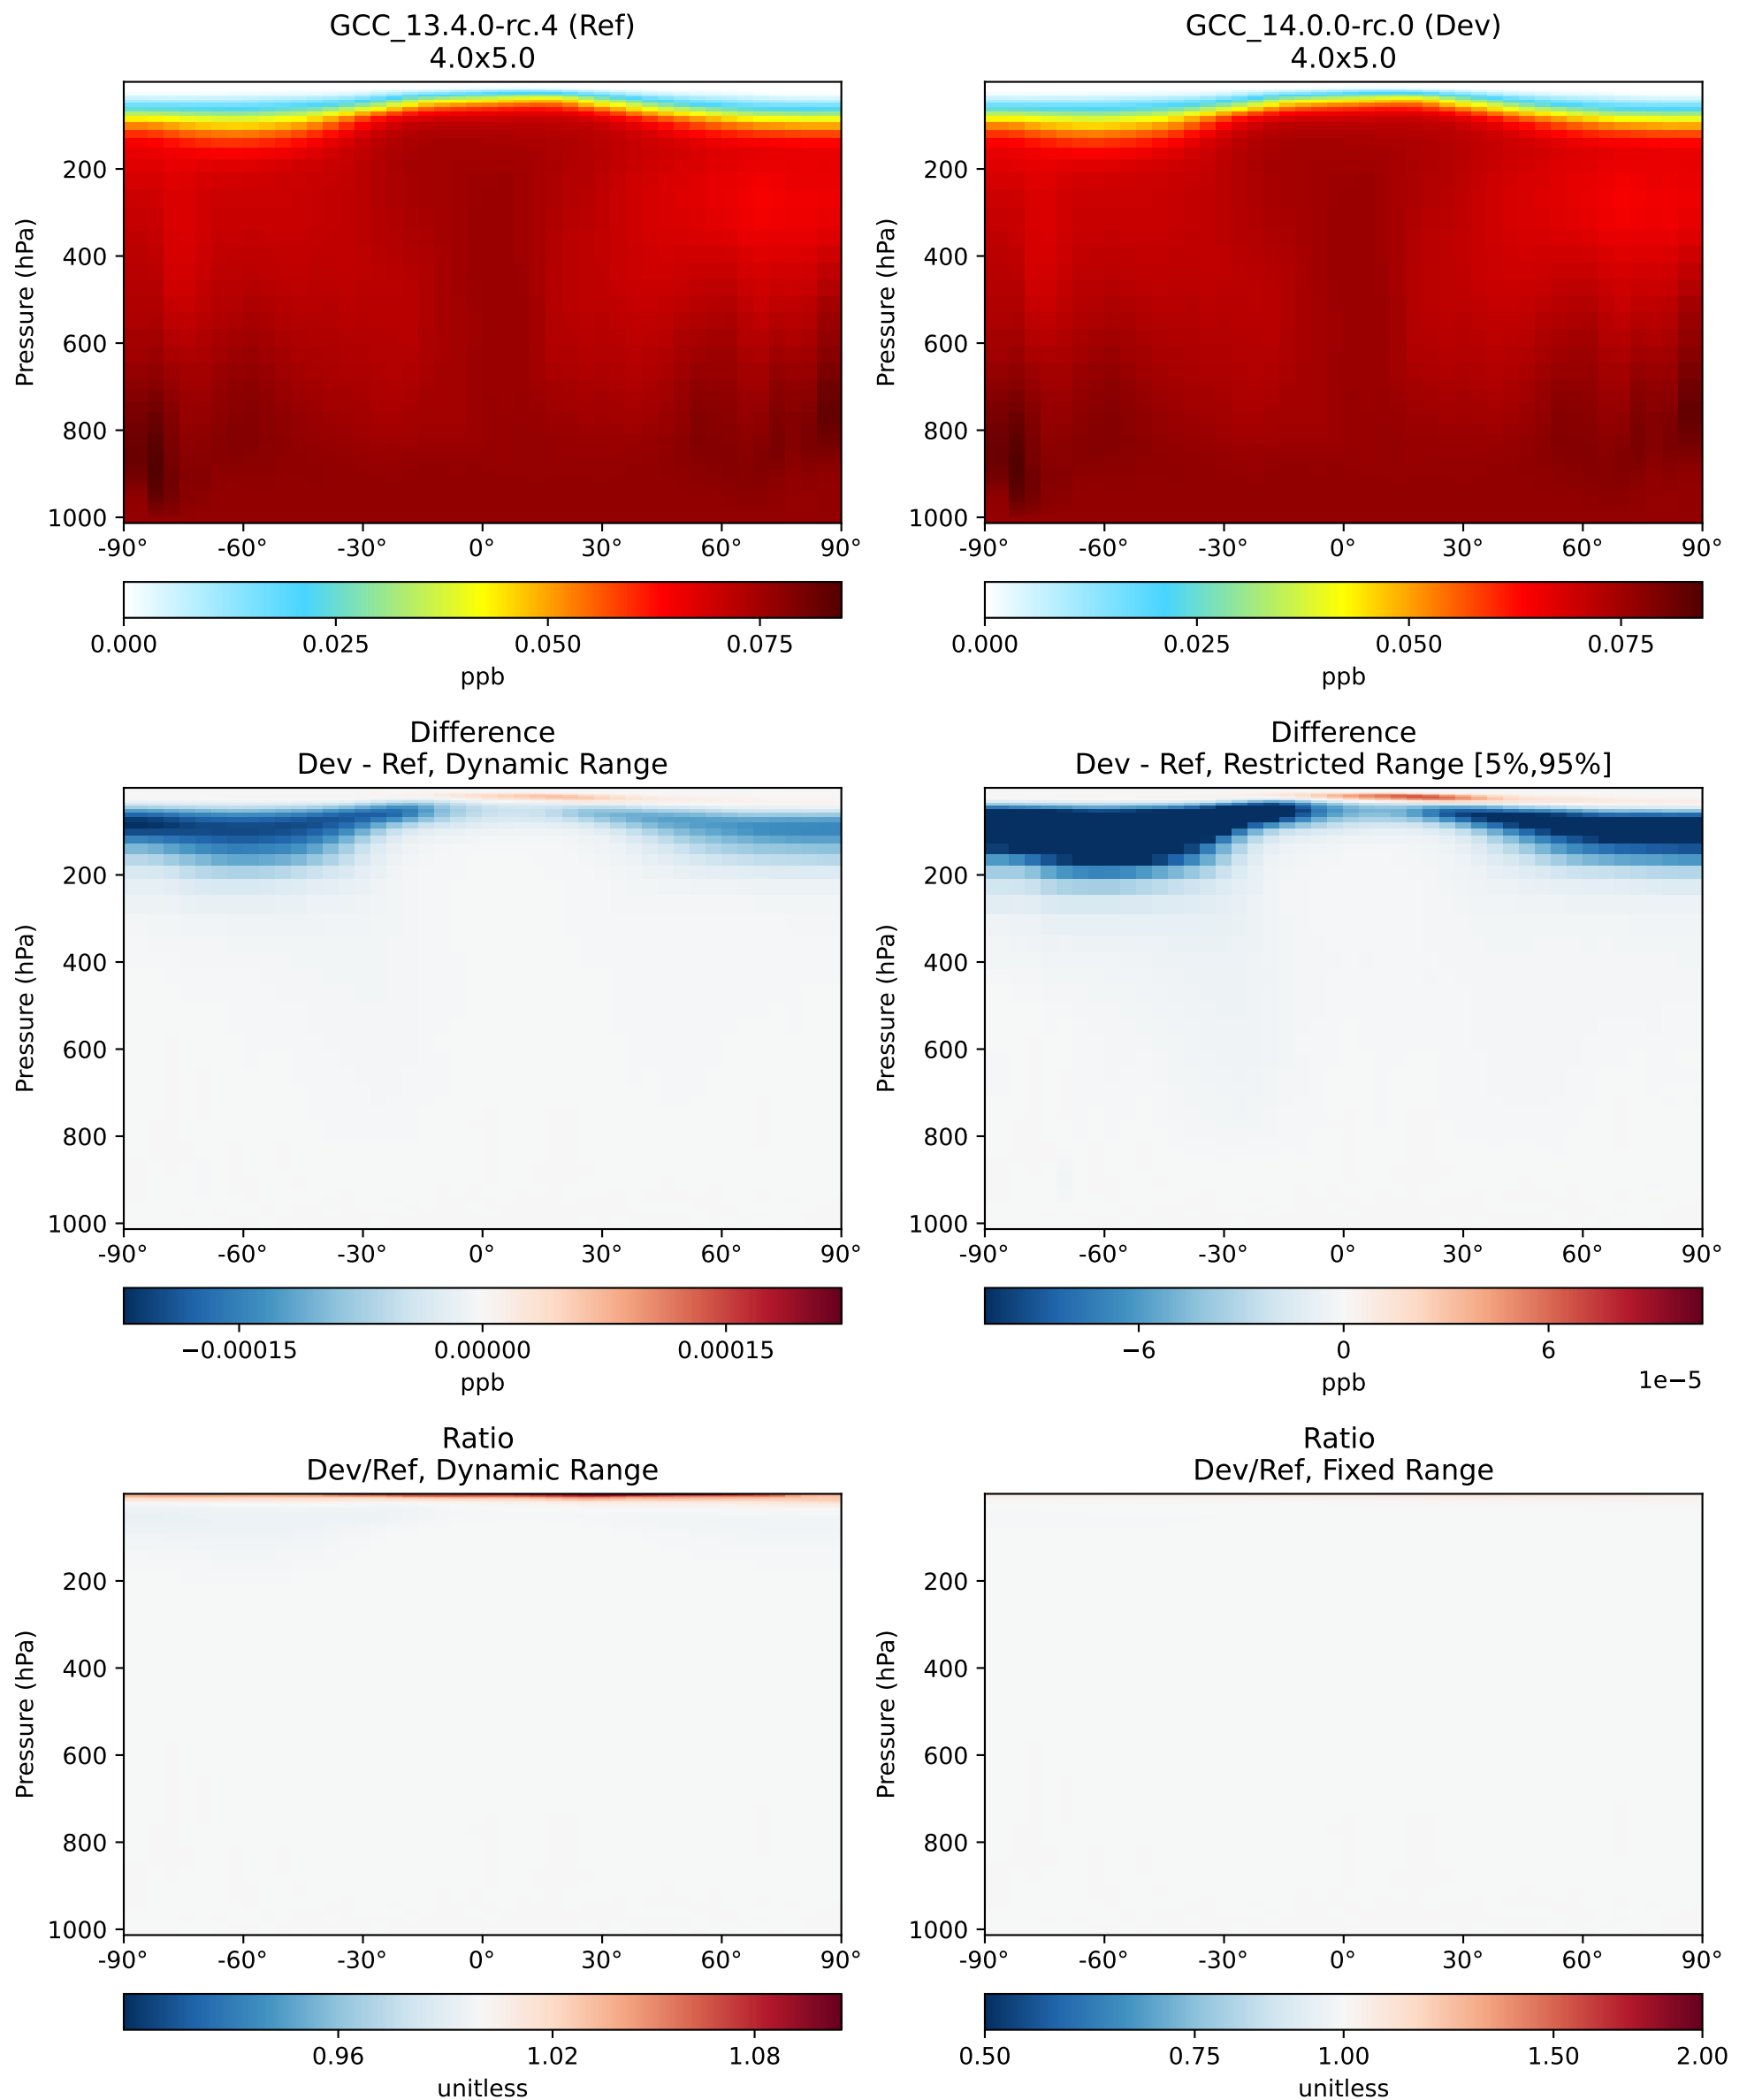 GCC_13.4.0-rc.4 (Ref)
4.0x5.0
Pressure (hPa)
200
400
600
800
1000
-90° -60° -30° 0° 30° 60° 90°
0.000 0.025 0.050 0.075
ppb
GCC_14.0.0-rc.0 (Dev)
4.0x5.0
Pressure (hPa)
200
400
600
800
1000
-90° -60° -30° 0° 30° 60° 90°
0.000 0.025 0.050 0.075
ppb
Difference
Dev - Ref, Dynamic Range
Pressure (hPa)
200
400
600
800
1000
-90° -60° -30° 0° 30° 60° 90°
−0.00015 0.00000 0.00015
ppb
Difference
Dev - Ref, Restricted Range [5%,95%]
Pressure (hPa)
200
400
600
800
1000
-90° -60° -30° 0° 30° 60° 90°
−6 0 6
ppb
1e−5
Ratio
Dev/Ref, Dynamic Range
Pressure (hPa)
200
400
600
800
1000
-90° -60° -30° 0° 30° 60° 90°
0.96 1.02 1.08
unitless
Ratio
Dev/Ref, Fixed Range
Pressure (hPa)
200
400
600
800
1000
-90° -60° -30° 0° 30° 60° 90°
0.50 0.75 1.00 1.50 2.00
unitless